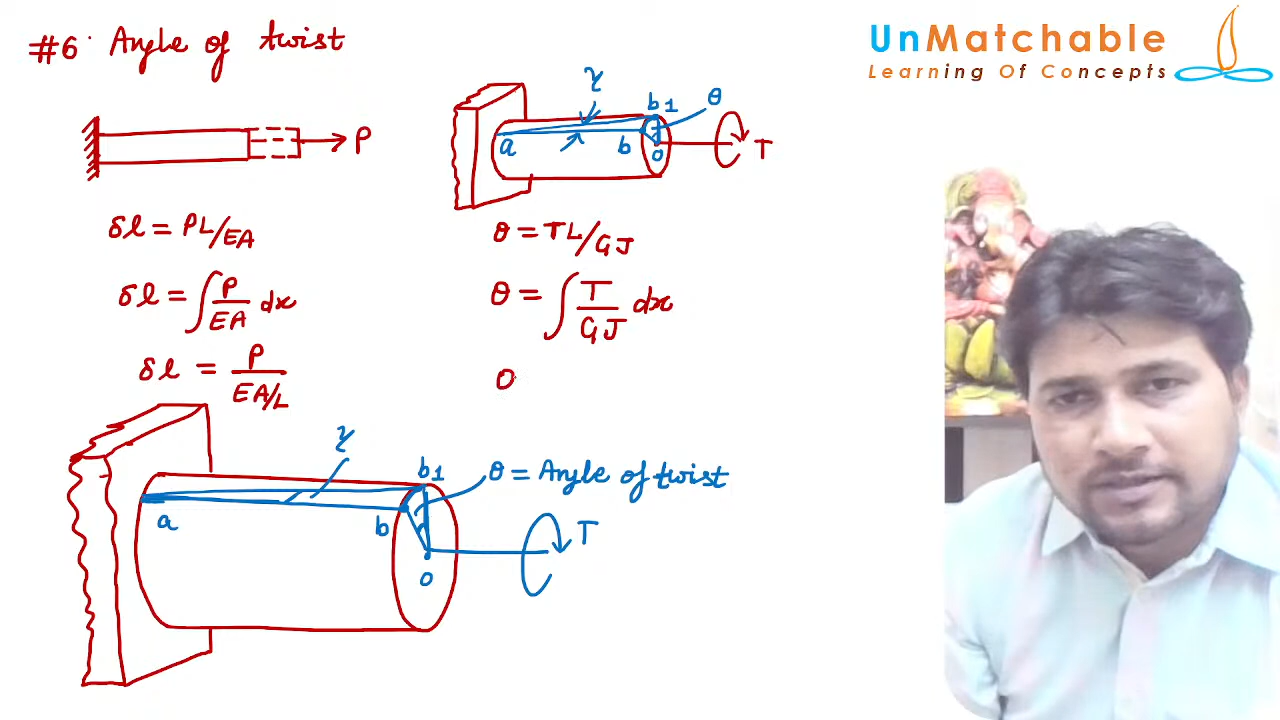 #6 Angle of twist
UnMatchable
Learning Of Concepts
P
γ
b1
θ
a
b
o
T
δl = PL/EA
θ = TL/GJ
δl = ∫ P/EA dx
θ = ∫ T/GJ dx
δl = P/EA/L
0
γ
b1
θ = Angle of twist
a
b
T
o